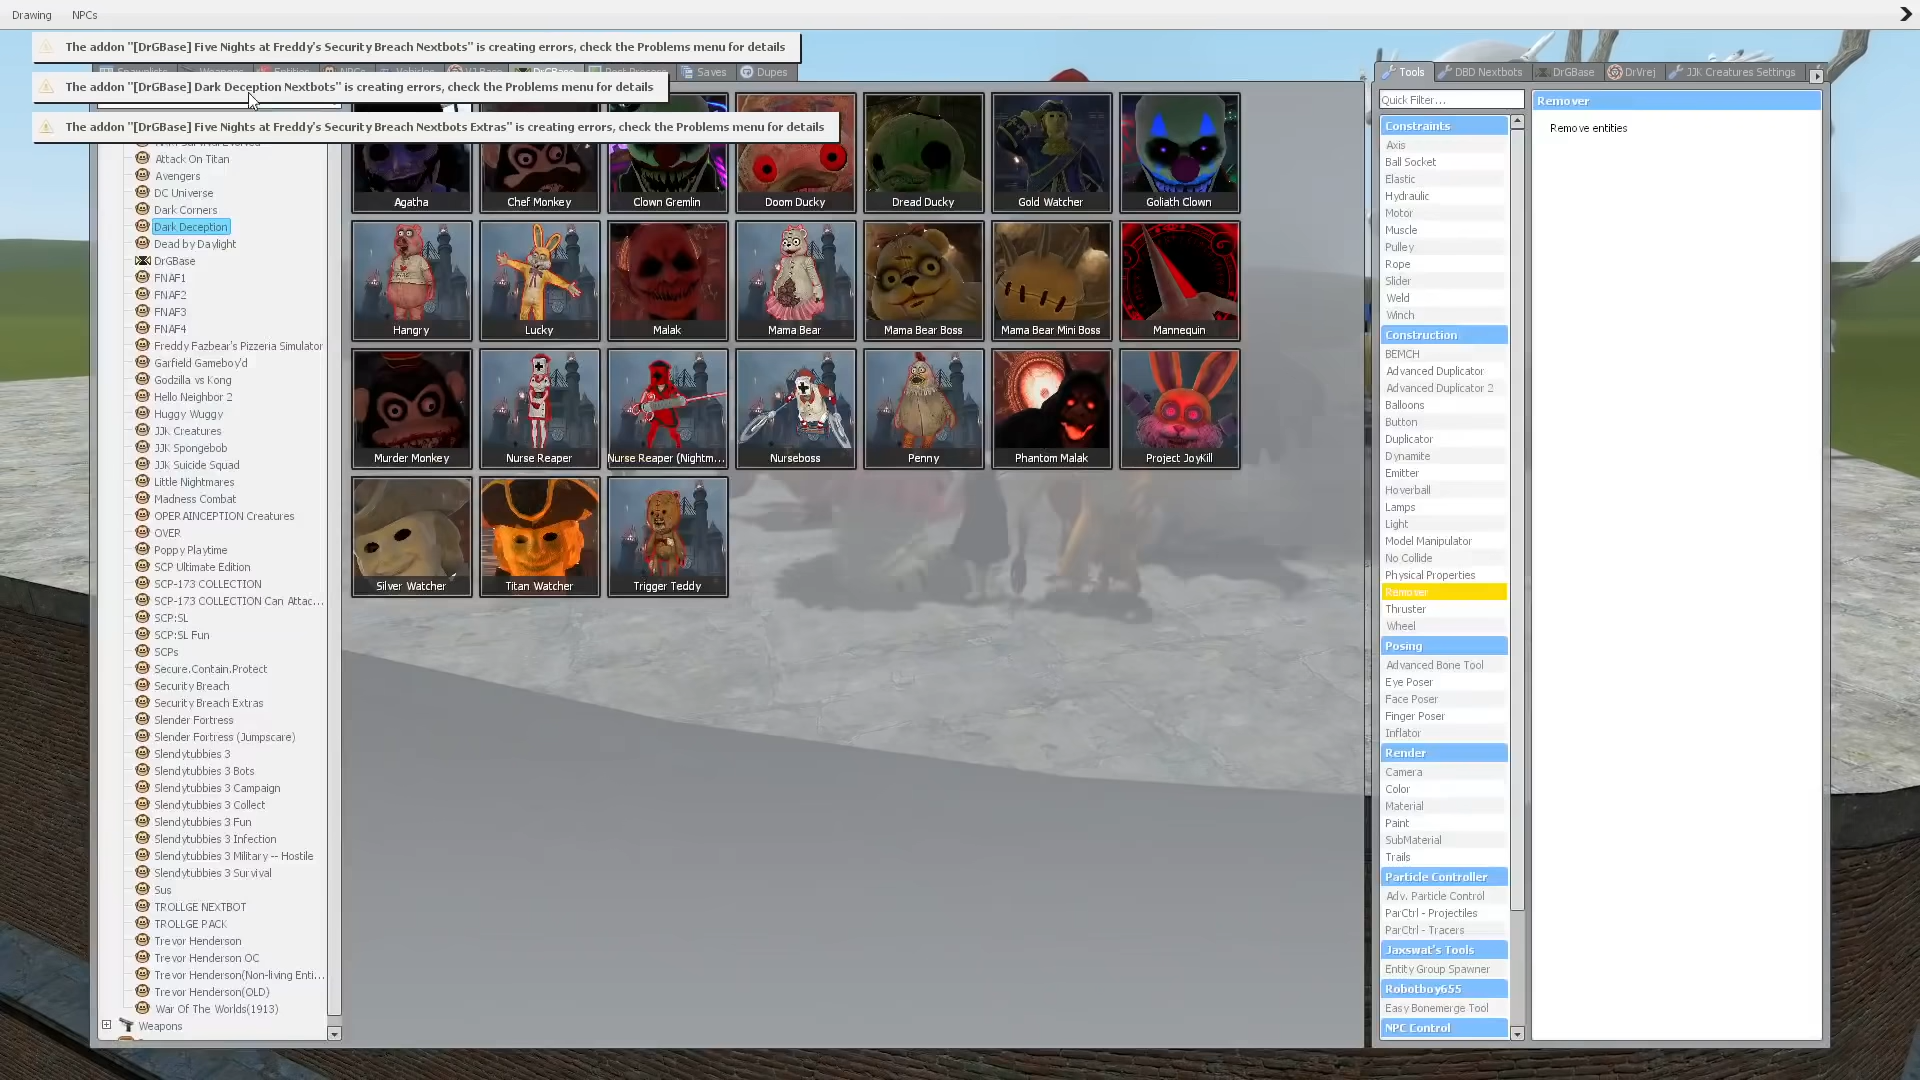 Drawing
NPCs
The addon "[DrGBase] Five Nights at Freddy's Security Breach Nextbots" is creating errors, check the Problems menu for details
The addon "[DrGBase] Dark Deception Nextbots" is creating errors, check the Problems menu for details
The addon "[DrGBase] Five Nights at Freddy's Security Breach Nextbots Extras" is creating errors, check the Problems menu for details
Saves
Dupes
Attack On Titan
Avengers
DC Universe
Dark Corners
Dark Deception
Dead by Daylight
DrGBase
FNAF1
FNAF2
FNAF3
FNAF4
Freddy Fazbear's Pizzeria Simulator
Garfield Gameboy'd
Godzilla vs Kong
Hello Neighbor 2
Huggy Wuggy
JJK Creatures
JJK Spongebob
JJK Suicide Squad
Little Nightmares
Madness Combat
OPERAINCEPTION Creatures
OVER
Poppy Playtime
SCP Ultimate Edition
SCP-173 COLLECTION
SCP-173 COLLECTION Can Attac...
SCP:SL
SCP:SL Fun
SCPs
Secure.Contain.Protect
Security Breach
Security Breach Extras
Slender Fortress
Slender Fortress (Jumpscare)
Slendytubbies 3
Slendytubbies 3 Bots
Slendytubbies 3 Campaign
Slendytubbies 3 Collect
Slendytubbies 3 Fun
Slendytubbies 3 Infection
Slendytubbies 3 Military -- Hostile
Slendytubbies 3 Survival
Sus
TROLLGE NEXTBOT
TROLLGE PACK
Trevor Henderson
Trevor Henderson OC
Trevor Henderson(Non-living Enti...
Trevor Henderson(OLD)
War Of The Worlds(1913)
Weapons
Agatha
Chef Monkey
Clown Gremlin
Doom Ducky
Dread Ducky
Gold Watcher
Goliath Clown
Hangry
Lucky
Malak
Mama Bear
Mama Bear Boss
Mama Bear Mini Boss
Mannequin
Murder Monkey
Nurse Reaper
Nurse Reaper (Nightm...
Nurseboss
Penny
Phantom Malak
Project JoyKill
Silver Watcher
Titan Watcher
Trigger Teddy
Tools
DBD Nextbots
DrGBase
DrVrej
JJK Creatures Settings
Quick Filter...
Constraints
Axis
Ball Socket
Elastic
Hydraulic
Motor
Muscle
Pulley
Rope
Slider
Weld
Winch
Construction
BEMCH
Advanced Duplicator
Advanced Duplicator 2
Balloons
Button
Duplicator
Dynamite
Emitter
Hoverball
Lamps
Light
Model Manipulator
No Collide
Physical Properties
Remover
Thruster
Wheel
Posing
Advanced Bone Tool
Eye Poser
Face Poser
Finger Poser
Inflator
Render
Camera
Color
Material
Paint
SubMaterial
Trails
Particle Controller
Adv. Particle Control
ParCtrl - Projectiles
ParCtrl - Tracers
Jaxswat's Tools
Entity Group Spawner
Robotboy655
Easy Bonemerge Tool
NPC Control
Remover
Remove entities